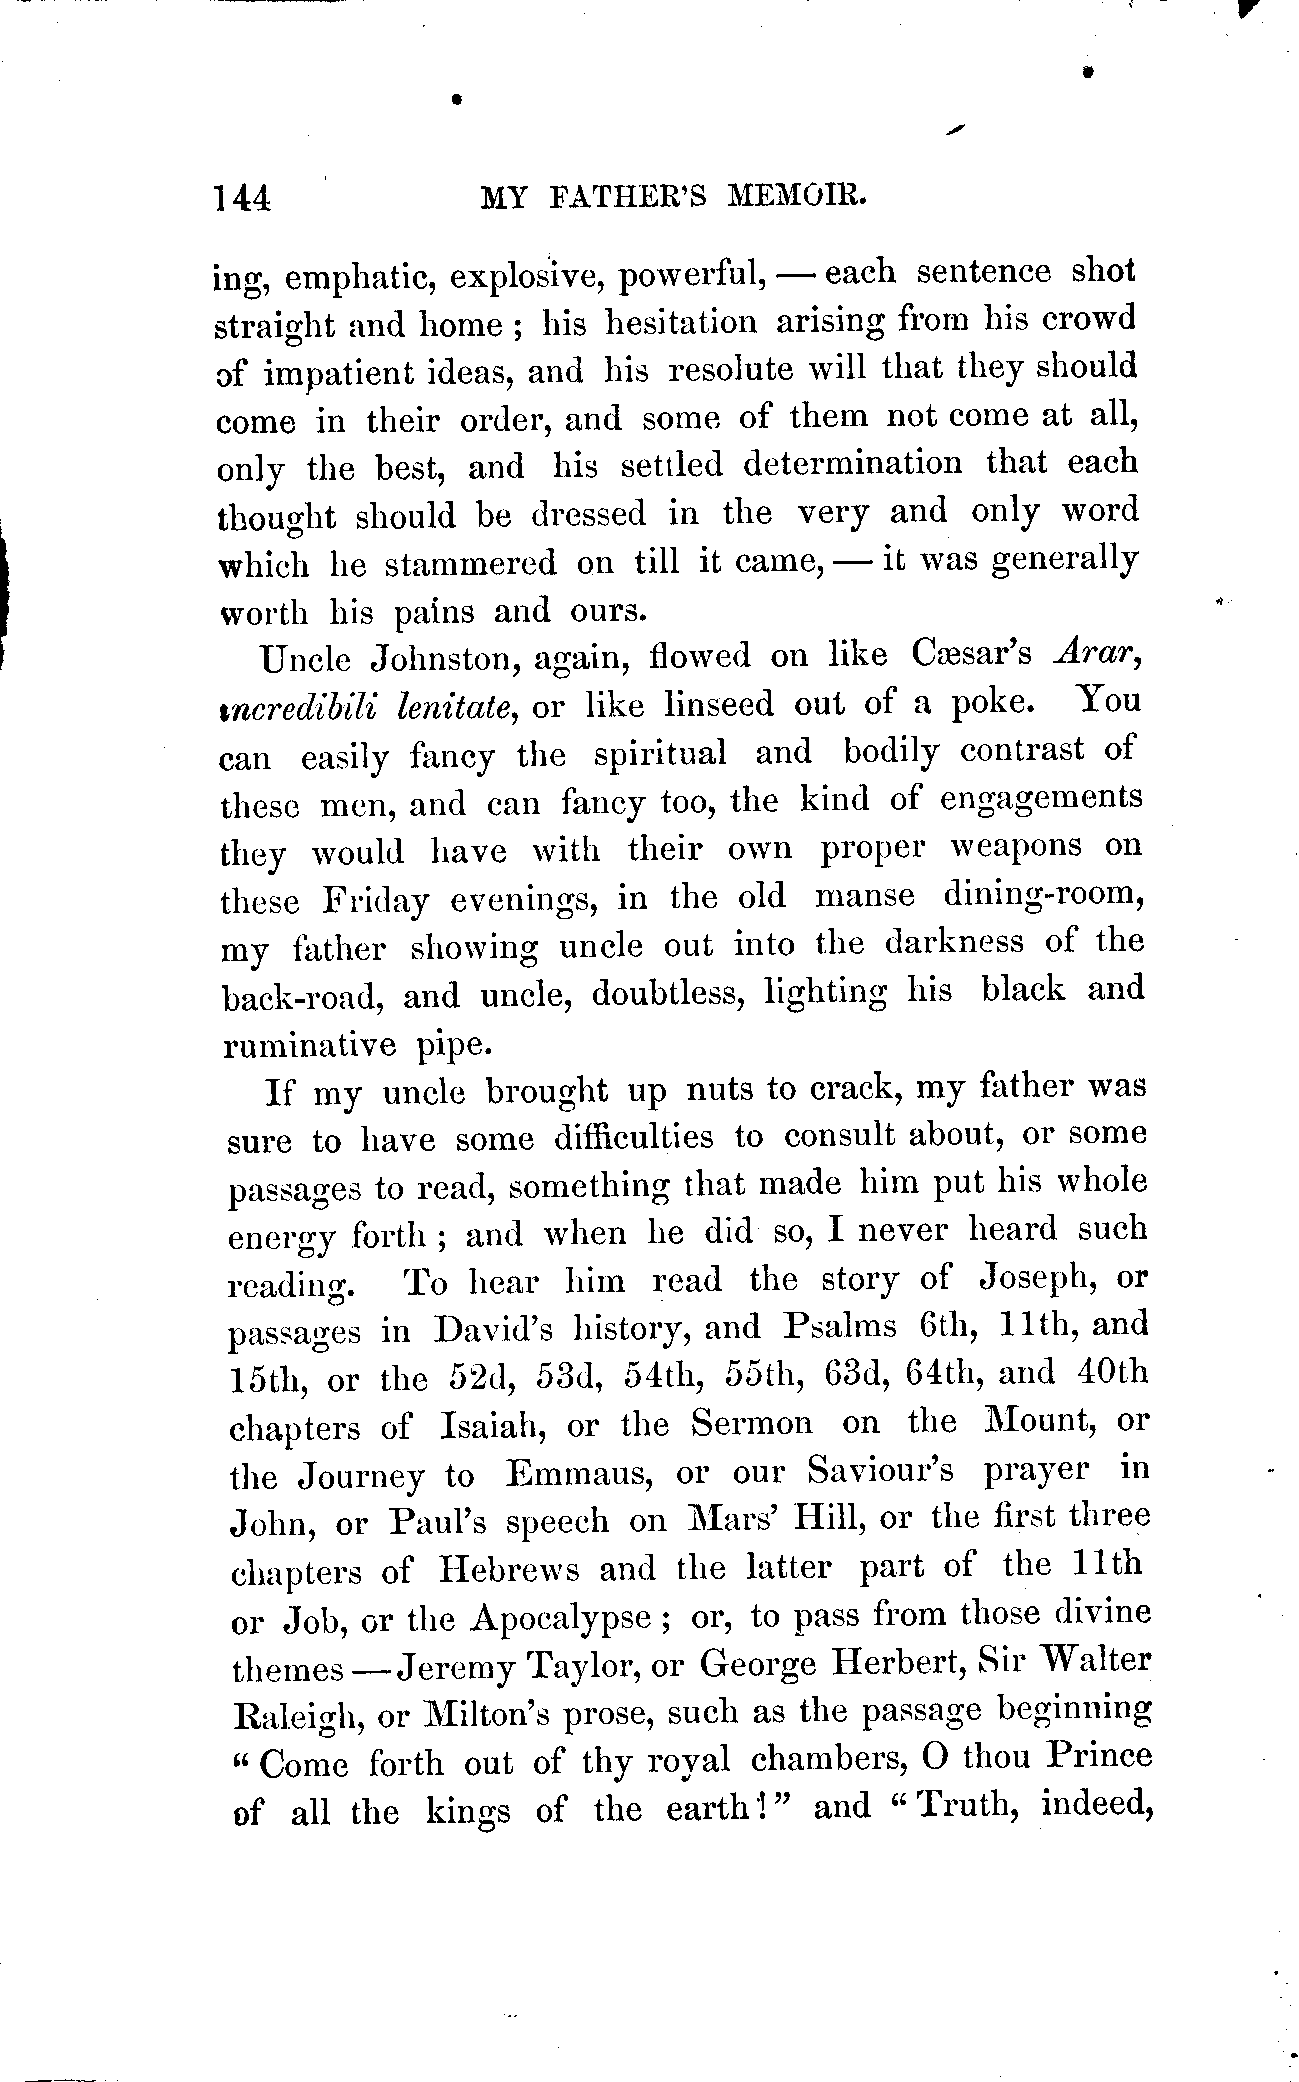 144 MY FATHER'S MEMOIR.
ing, emphatic, explosive, powerful, — each sentence shot
straight and home ; his hesitation arising from his crowd
of impatient ideas, and his resolute will that they should
come in their order, and some of them not come at all,
only the best, and his settled determination that each
thought should be dressed in the very and only word
which he stammered on till it came, — it was generally
worth his pains and ours.
Uncle Johnston, again, flowed on like Cæsar's Arar,
incredibili lenitate, or like linseed out of a poke. You
can easily fancy the spiritual and bodily contrast of
these men, and can fancy too, the kind of engagements
they would have with their own proper weapons on
these Friday evenings, in the old manse dining-room,
my father showing uncle out into the darkness of the
back-road, and uncle, doubtless, lighting his black and
ruminative pipe.
If my uncle brought up nuts to crack, my father was
sure to have some difficulties to consult about, or some
passages to read, something that made him put his whole
energy forth ; and when he did so, I never heard such
reading. To hear him read the story of Joseph, or
passages in David's history, and Psalms 6th, 11th, and
15th, or the 52d, 53d, 54th, 55th, 63d, 64th, and 40th
chapters of Isaiah, or the Sermon on the Mount, or
the Journey to Emmaus, or our Saviour's prayer in
John, or Paul's speech on Mars' Hill, or the first three
chapters of Hebrews and the latter part of the 11th
or Job, or the Apocalypse ; or, to pass from those divine
themes — Jeremy Taylor, or George Herbert, Sir Walter
Raleigh, or Milton's prose, such as the passage beginning
" Come forth out of thy royal chambers, O thou Prince
of all the kings of the earth !" and " Truth, indeed,